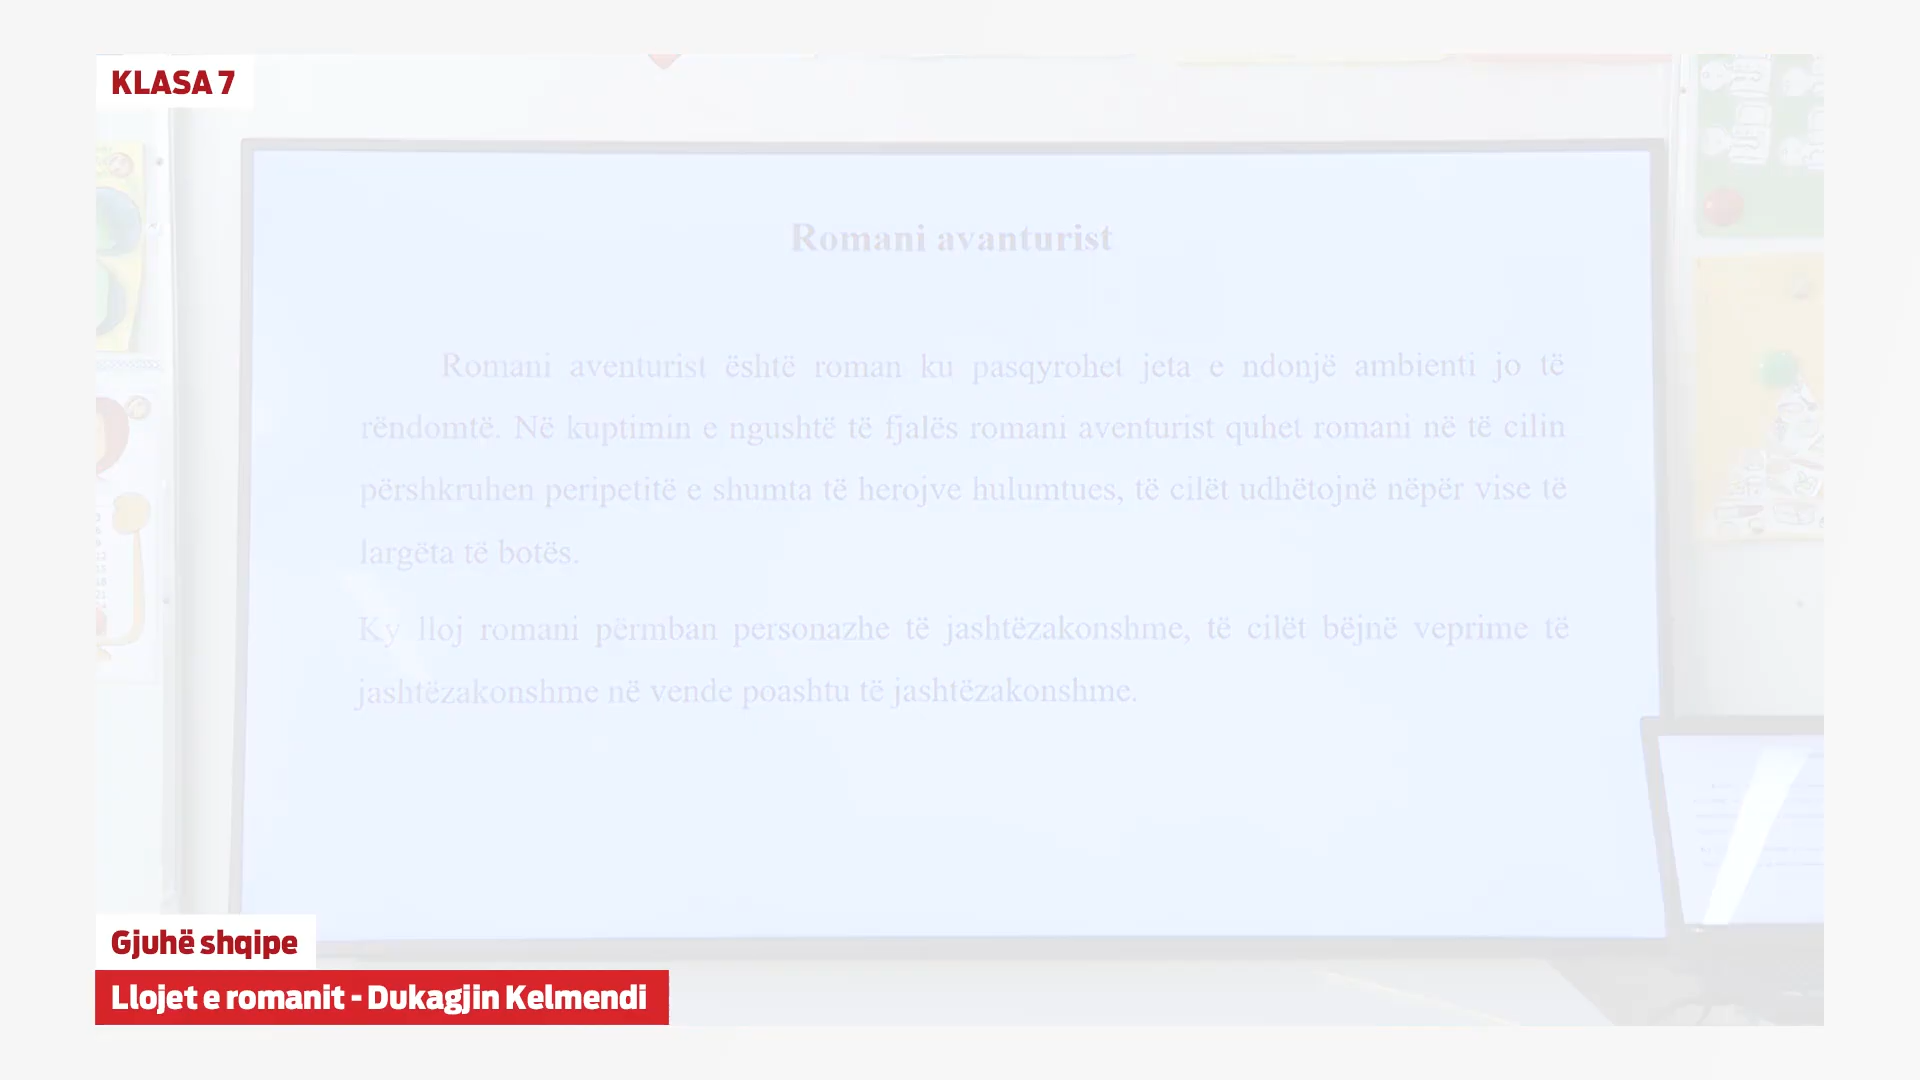 KLASA 7
Romani avanturist
Romani aventurist është roman ku pasqyrohet jeta e ndonjë ambienti jo të
rëndomtë. Në kuptimin e ngushtë të fjalës romani aventurist quhet romani në të cilin
përshkruhen peripetitë e shumta të herojve hulumtues, të cilët udhëtojnë nëpër vise të
largëta të botës.
Ky lloj romani përmban personazhe të jashtëzakonshme, të cilët bëjnë veprime të
jashtëzakonshme në vende poashtu të jashtëzakonshme.
Gjuhë shqipe
Llojet e romanit - Dukagjin Kelmendi